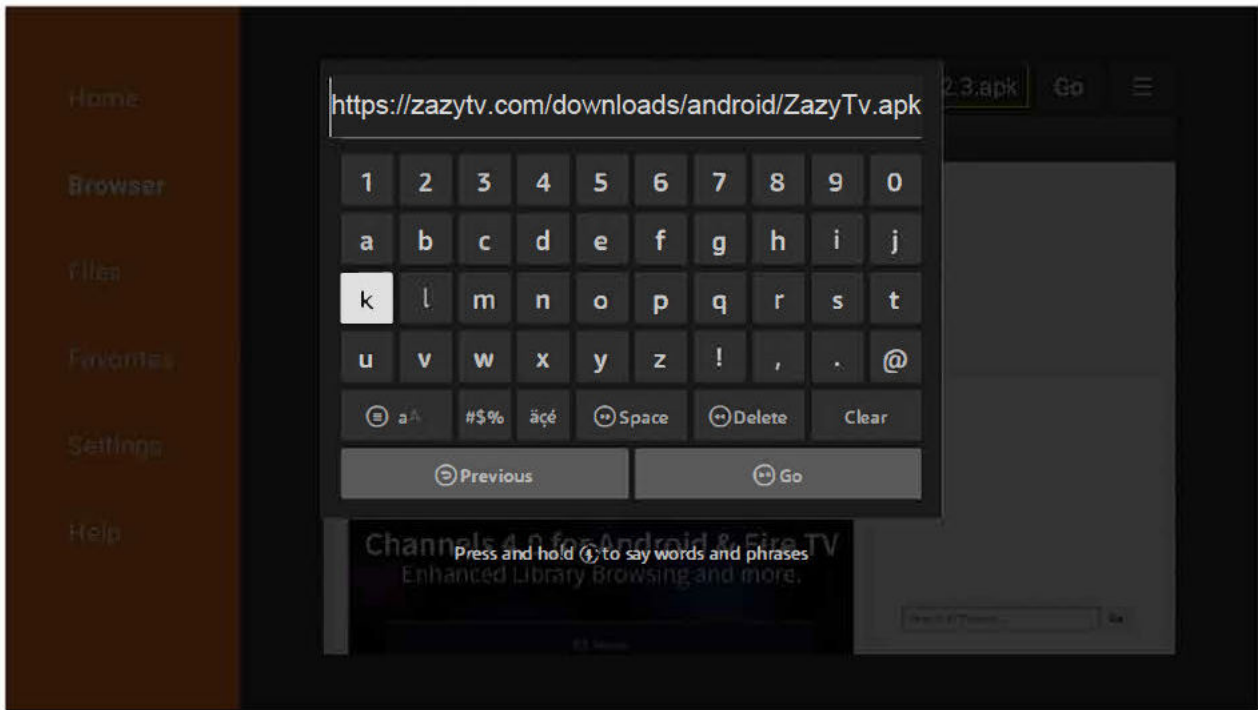 Home
2.3.apk Go
https://zazytv.com/downloads/android/ZazyTv.apk
Browser
1 2 3 4 5 6 7 8 9 0
a b c d e f g h i j
Files
k l m n o p q r s t
Favorites
u v w x y z ! , . @
aA #$% äçé Space Delete Clear
Settings
Previous Go
Help
Channels 4.0 for Android & Fire TV
Press and hold to say words and phrases
Enhanced Library Browsing and more.
Go